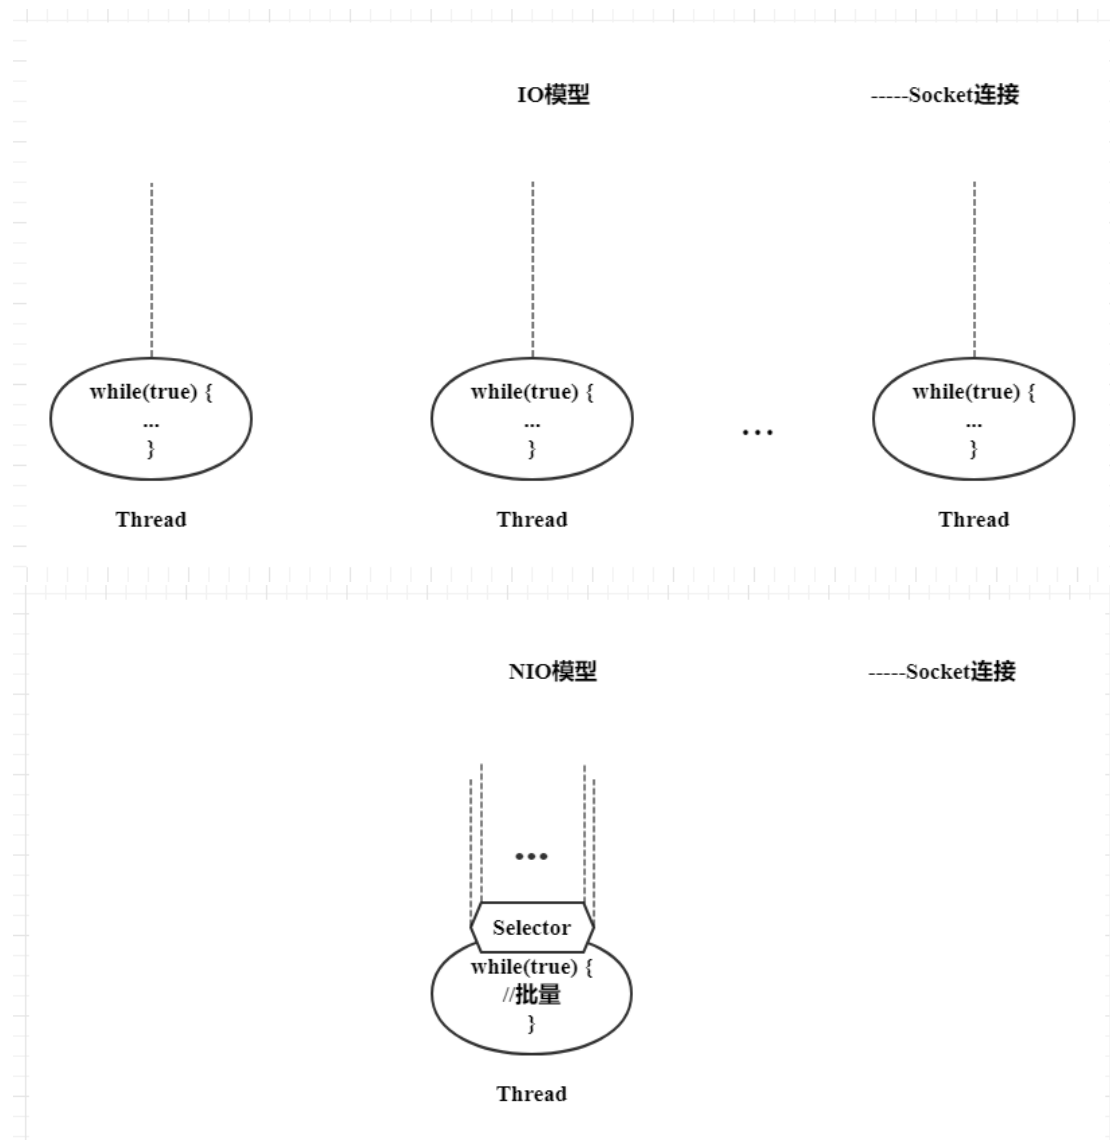 IO模型
-----Socket连接
while(true) {
...
}
while(true) {
...
}
...
while(true) {
...
}
Thread
Thread
Thread
NIO模型
-----Socket连接
...
Selector
while(true) {
//批量
}
Thread